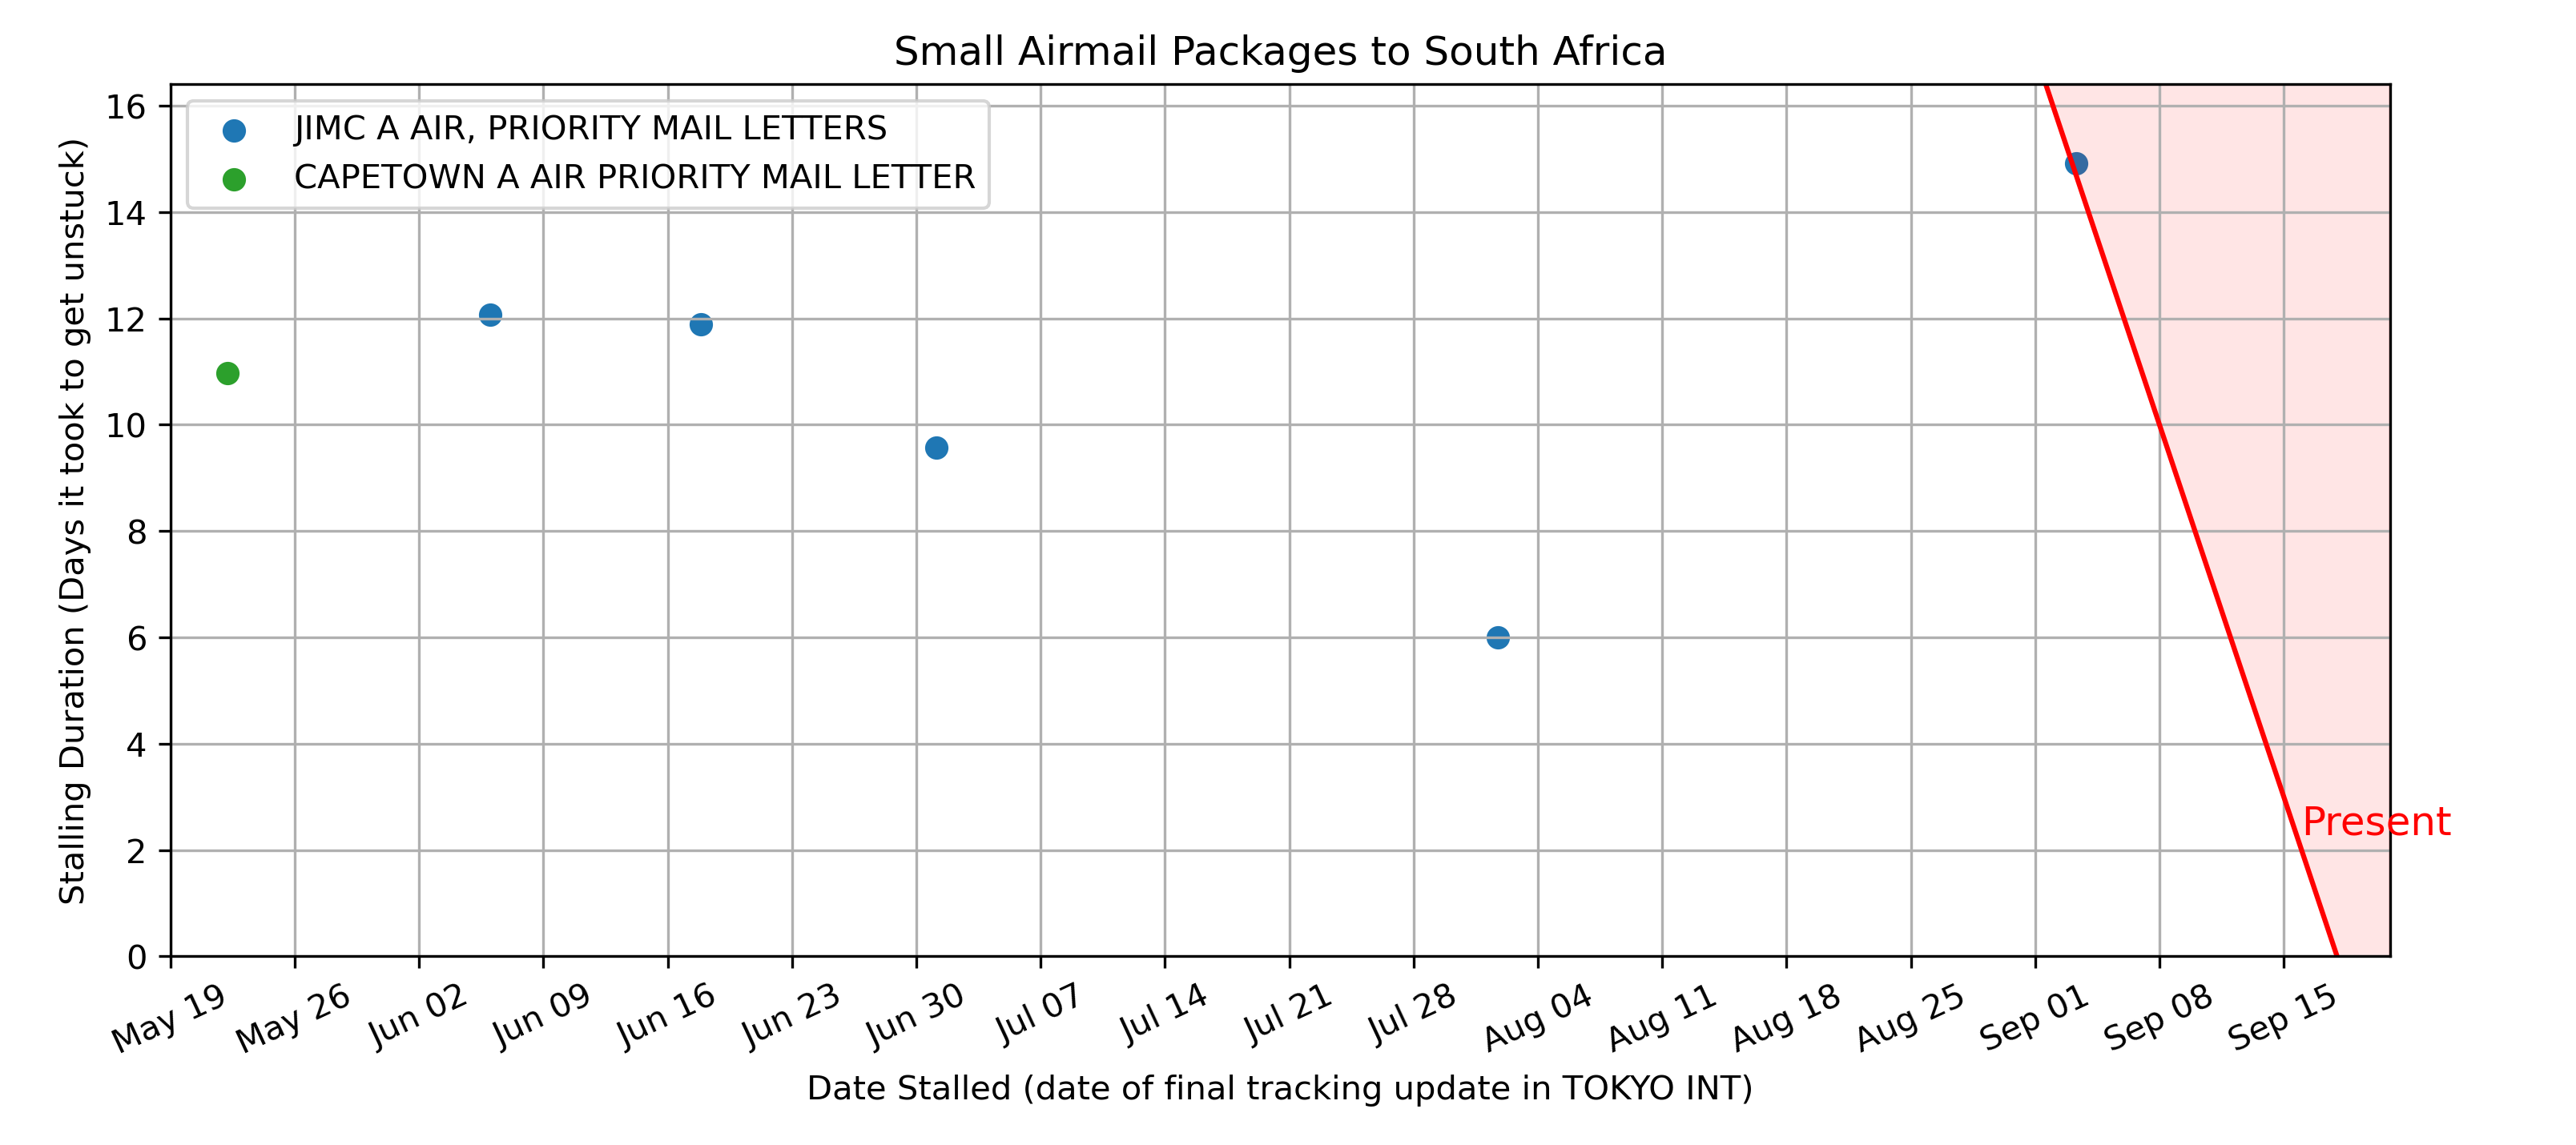 Small Airmail Packages to South Africa
JIMC A AIR, PRIORITY MAIL LETTERS
CAPETOWN A AIR PRIORITY MAIL LETTER
Stalling Duration (Days it took to get unstuck)
16
14
12
10
8
6
4
2
0
Present
May 19 May 26 Jun 02 Jun 09 Jun 16 Jun 23 Jun 30 Jul 07 Jul 14 Jul 21 Jul 28 Aug 04 Aug 11 Aug 18 Aug 25 Sep 01 Sep 08 Sep 15
Date Stalled (date of final tracking update in TOKYO INT)